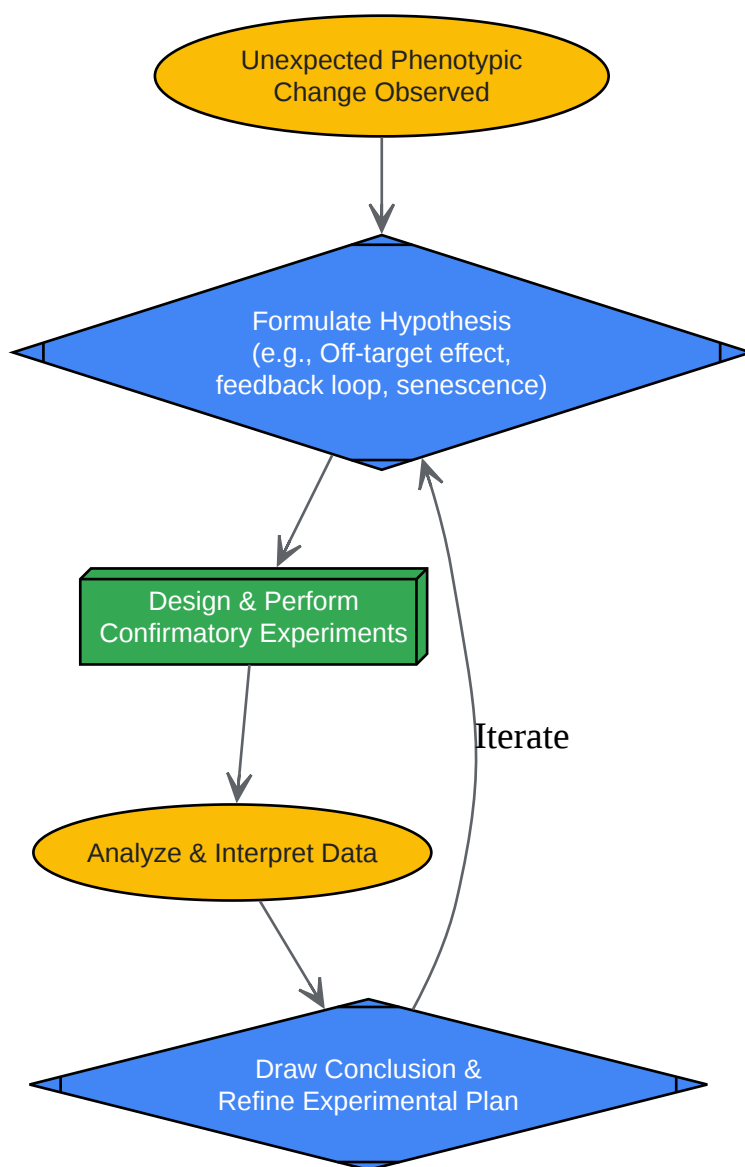 Unexpected Phenotypic
Change Observed
Formulate Hypothesis
(e.g., Off-target effect,
feedback loop, senescence)
Design & Perform
Confirmatory Experiments
Iterate
Analyze & Interpret Data
Draw Conclusion &
Refine Experimental Plan